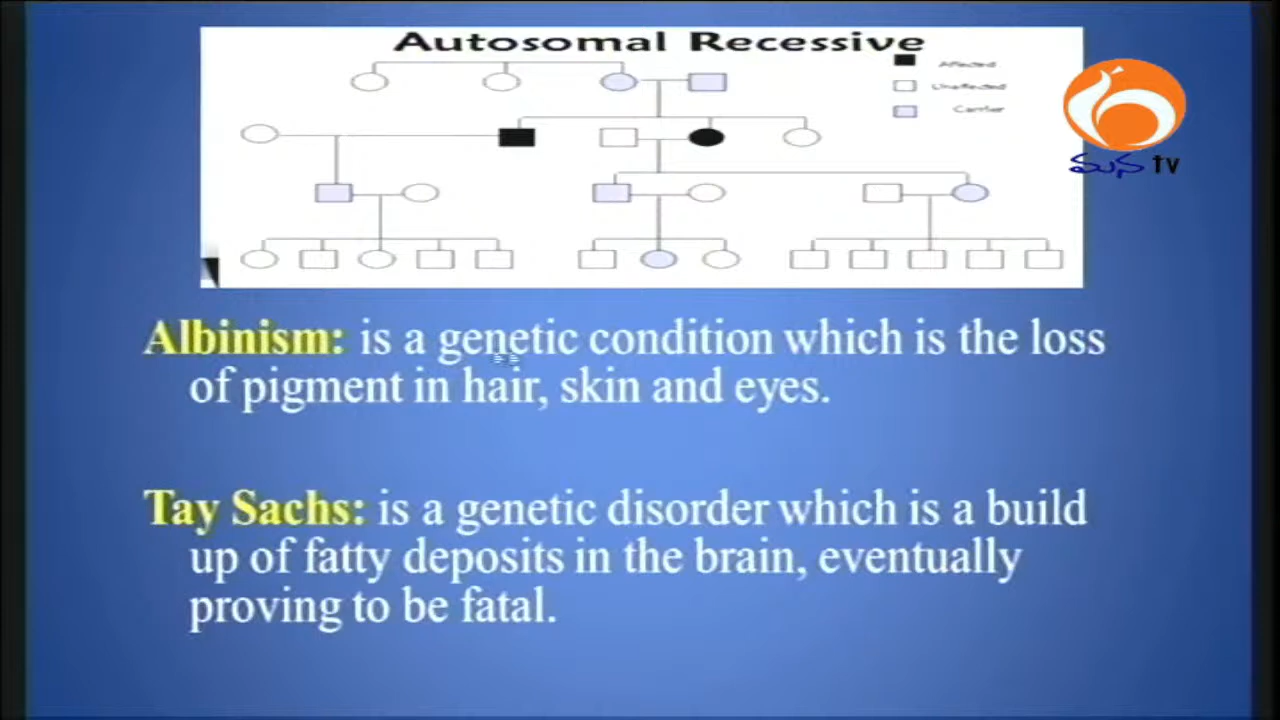 Autosomal Recessive
Affected
Unaffected
Carrier
మన tv
Albinism: is a genetic condition which is the loss
of pigment in hair, skin and eyes.
Tay Sachs: is a genetic disorder which is a build
up of fatty deposits in the brain, eventually
proving to be fatal.